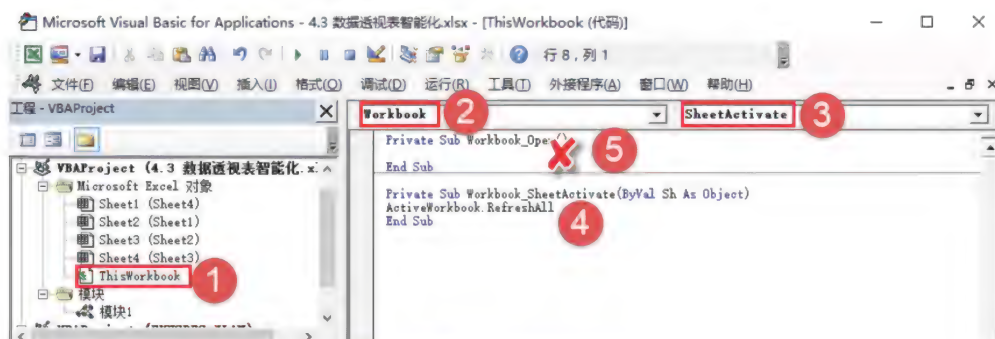 Microsoft Visual Basic for Applications - 4.3 数据透视表智能化.xlsx - [ThisWorkbook (代码)]
行 8 , 列 1
文件(F) 编辑(E) 视图(V) 插入(I) 格式(O) 调试(D) 运行(R) 工具(T) 外接程序(A) 窗口(W) 帮助(H)
工程 - VBAProject
Workbook
2
SheetActivate
3
VBAProject (4.3 数据透视表智能化.x
Microsoft Excel 对象
Sheet1 (Sheet4)
Sheet2 (Sheet1)
Sheet3 (Sheet2)
Sheet4 (Sheet3)
ThisWorkbook
1
模块
模块1
Private Sub Workbook_Ope
5
End Sub
Private Sub Workbook_SheetActivate(ByVal Sh As Object)
ActiveWorkbook.RefreshAll
End Sub
4